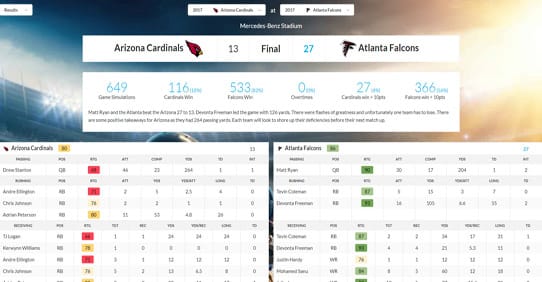 Results
2017 Arizona Cardinals at 2017 Atlanta Falcons
Mercedes-Benz Stadium
Arizona Cardinals 13 Final 27 Atlanta Falcons
649 116 (18%) 533 (82%) 0 (0%) 27 (4%) 366 (56%)
Game Simulations Cardinals Win Falcons Win Overtimes Cardinals win < 10pts Falcons win < 10pts
Matt Ryan and the Atlanta beat the Arizona 27 to 13. Devonta Freeman led the game with 126 yards. There were flashes of greatness and unfortunately one team has to lose. There
are some positive takeaways for Arizona as they had 264 passing yards. Each team will look to shore up their deficiencies before their next match up.
Arizona Cardinals 80 13
PASSING POS RTG ATT COMP YDS TD INT
Drew Stanton QB 68 46 23 264 1 1
RUNNING POS RTG ATT YDS YDS/ATT LONG TD
Andre Ellington RB 71 2 5 2.5 4 0
Chris Johnson RB 76 2 2 1 1 0
Adrian Peterson RB 80 11 53 4.8 26 0
RECEIVING POS RTG TGT REC YDS YDS/REC LONG TD
TJ Logan RB 66 1 1 24 24 24 0
Kerwynn Williams RB 78 1 0 0 0 0 0
Andre Ellington RB 71 3 1 12 12 12 0
Chris Johnson RB 76 5 2 13 6.5 8 0
Atlanta Falcons 86 27
PASSING POS RTG ATT COMP YDS TD INT
Matt Ryan QB 90 30 17 204 1 2
RUNNING POS RTG ATT YDS YDS/ATT LONG TD
Tevin Coleman RB 87 5 15 3 7 0
Devonta Freeman RB 93 16 105 6.6 55 2
RECEIVING POS RTG TGT REC YDS YDS/REC LONG TD
Tevin Coleman RB 87 2 2 34 17 31 1
Devonta Freeman RB 93 4 4 21 5.3 11 0
Justin Hardy WR 76 1 1 12 12 12 0
Mohamed Sanu WR 84 8 5 60 12 18 0